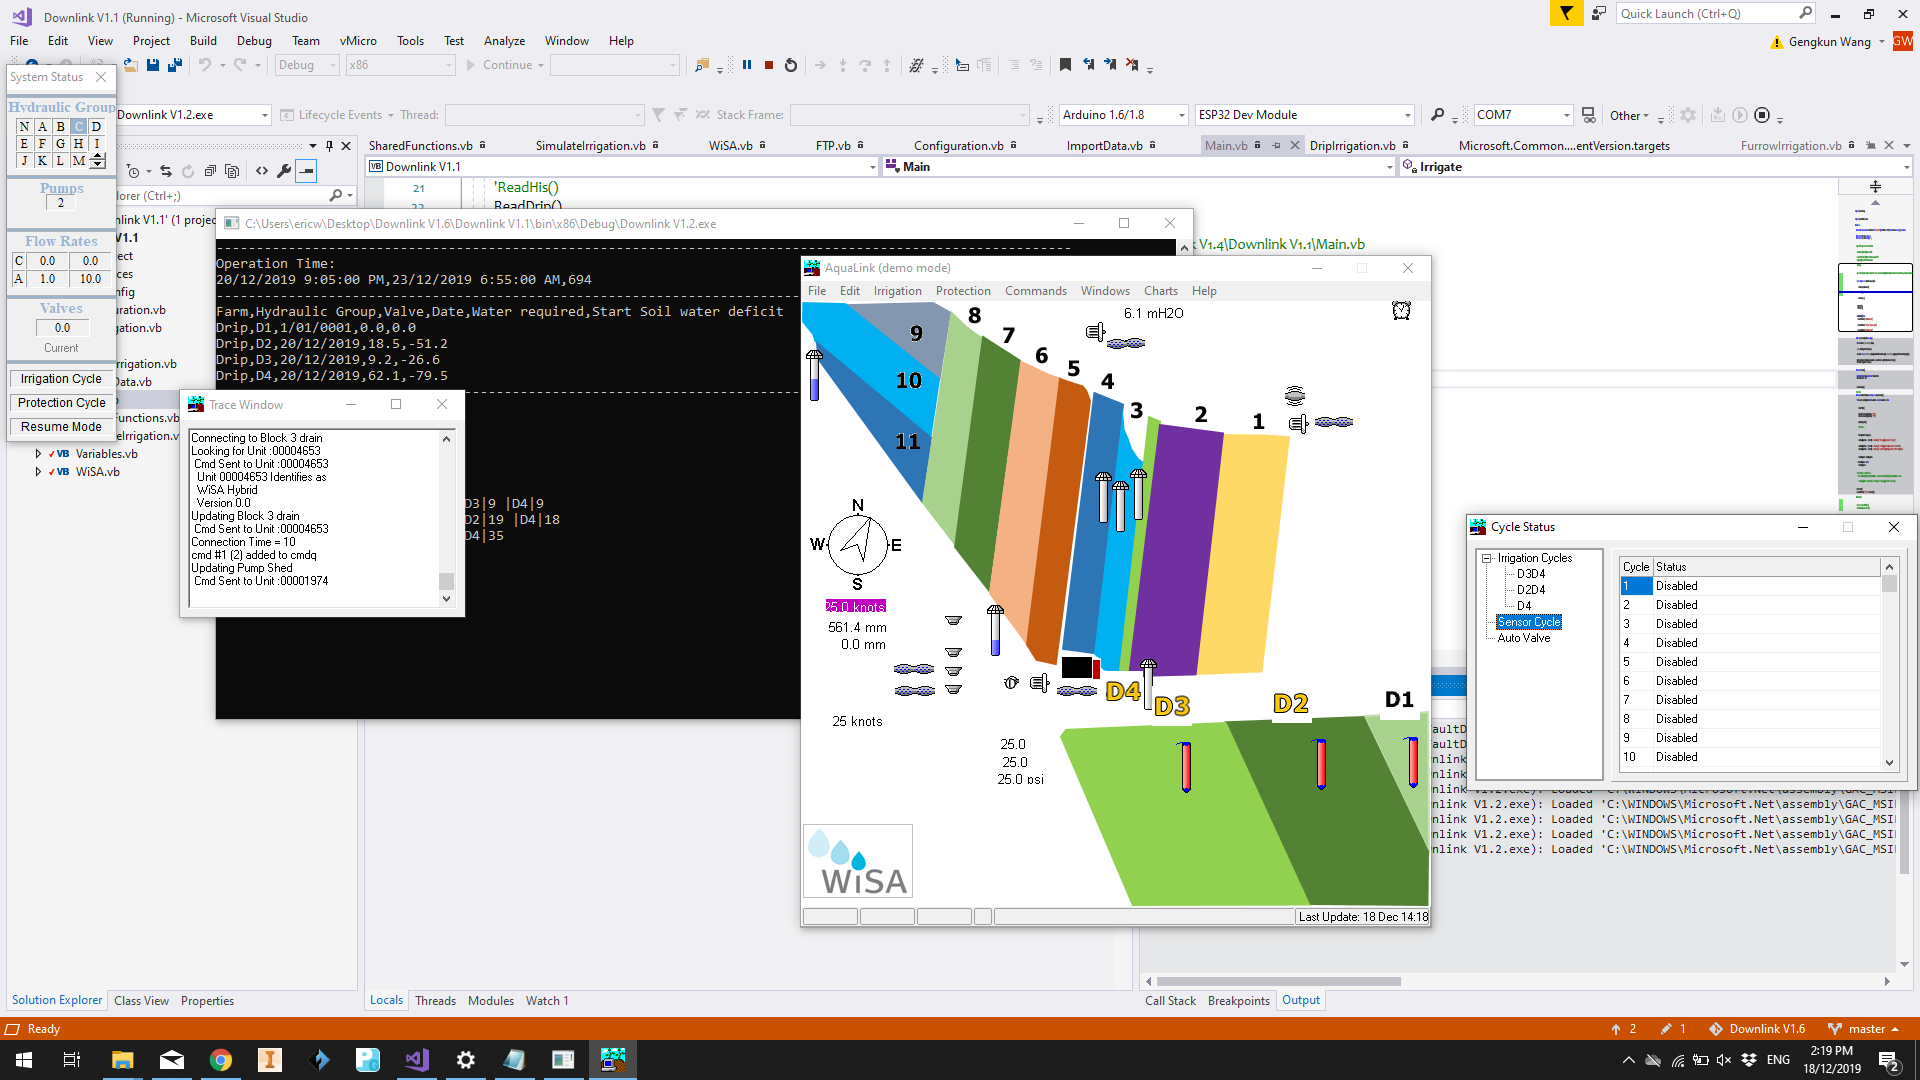 Downlink V1.1 (Running) - Microsoft Visual Studio
Quick Launch (Ctrl+Q)
File Edit View Project Build Debug Team vMicro Tools Test Analyze Window Help
Gengkun Wang GW
Debug x86 Continue
Downlink V1.2.exe Lifecycle Events Thread: Stack Frame: Arduino 1.6/1.8 ESP32 Dev Module COM7 Other
SharedFunctions.vb SimulateIrrigation.vb WiSA.vb FTP.vb Configuration.vb ImportData.vb Main.vb DripIrrigation.vb Microsoft.Common....entVersion.targets FurrowIrrigation.vb
Downlink V1.1 Main Irrigate
21 'ReadHis()
ReadDrip()
V1.4\Downlink V1.1\Main.vb
System Status
Hydraulic Group
N A B C D
E F G H I
J K L M
Pumps
2
Flow Rates
C 0.0 0.0
A 1.0 10.0
Valves
0.0
Current
Irrigation Cycle
Protection Cycle
Resume Mode
lorer (Ctrl+;)
nlink V1.1' (1 project
V1.1
Variables.vb
WiSA.vb
C:\Users\ericw\Desktop\Downlink V1.6\Downlink V1.1\bin\x86\Debug\Downlink V1.2.exe
Operation Time:
20/12/2019 9:05:00 PM,23/12/2019 6:55:00 AM,694
Farm,Hydraulic Group,Valve,Date,Water required,Start Soil water deficit
Drip,D1,1/01/0001,0.0,0.0
Drip,D2,20/12/2019,18.5,-51.2
Drip,D3,20/12/2019,9.2,-26.6
Drip,D4,20/12/2019,62.1,-79.5
D3|9 |D4|9
D2|19 |D4|18
D4|35
Trace Window
Connecting to Block 3 drain
Looking for Unit :00004653
Cmd Sent to Unit :00004653
Unit 00004653 Identifies as
WiSA Hybrid
Version 0.0
Updating Block 3 drain
Cmd Sent to Unit :00004653
Connection Time = 10
cmd #1 (2) added to cmdq
Updating Pump Shed
Cmd Sent to Unit :00001974
AquaLink (demo mode)
File Edit Irrigation Protection Commands Windows Charts Help
6.1 mH2O
9 8 7 6 5 4 3 2 1
10
11
N
W E
S
25.0 knots
561.4 mm
0.0 mm
25 knots
D4 D3 D2 D1
25.0
25.0
25.0 psi
WiSA
Last Update: 18 Dec 14:18
Cycle Status
Irrigation Cycles
D3D4
D2D4
D4
Sensor Cycle
Auto Valve
Cycle Status
1 Disabled
2 Disabled
3 Disabled
4 Disabled
5 Disabled
6 Disabled
7 Disabled
8 Disabled
9 Disabled
10 Disabled
nlink V1.2.exe): Loaded 'C:\WINDOWS\Microsoft.Net\assembly\GAC_MSI
nlink V1.2.exe): Loaded 'C:\WINDOWS\Microsoft.Net\assembly\GAC_MSI
nlink V1.2.exe): Loaded 'C:\WINDOWS\Microsoft.Net\assembly\GAC_MSI
nlink V1.2.exe): Loaded 'C:\WINDOWS\Microsoft.Net\assembly\GAC_MSI
Solution Explorer Class View Properties
Locals Threads Modules Watch 1
Call Stack Breakpoints Output
Ready
2 1 Downlink V1.6 master
ENG
2:19 PM
18/12/2019
2